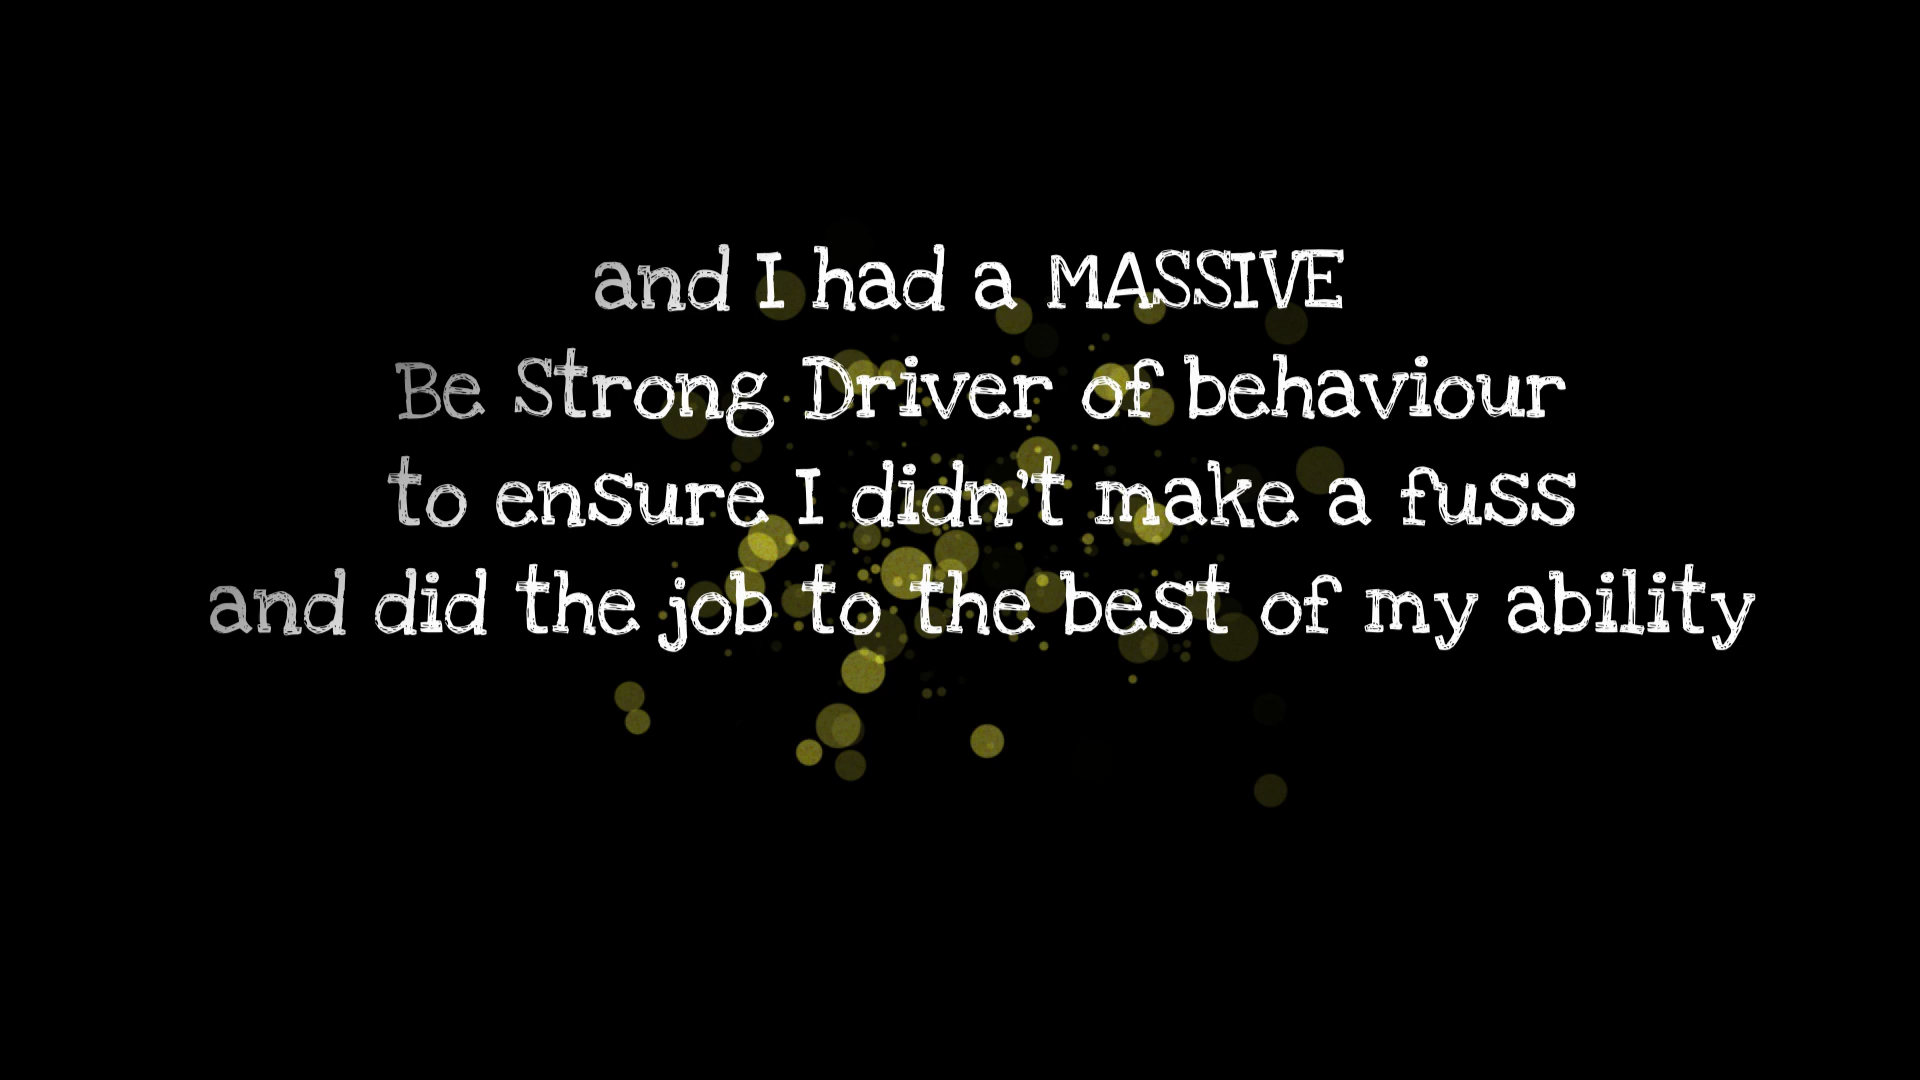 and I had a MASSIVE
Be Strong Driver of behaviour
to ensure I didn't make a fuss
and did the job to the best of my ability